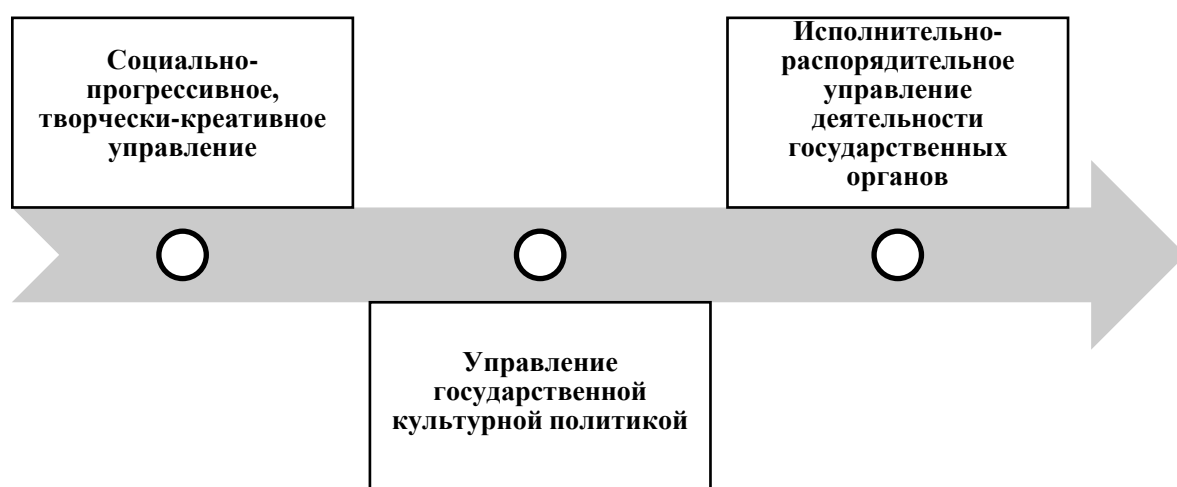 Социально-
прогрессивное,
творчески-креативное
управление
Управление
государственной
культурной политикой
Исполнительно-
распорядительное
управление
деятельности
государственных
органов